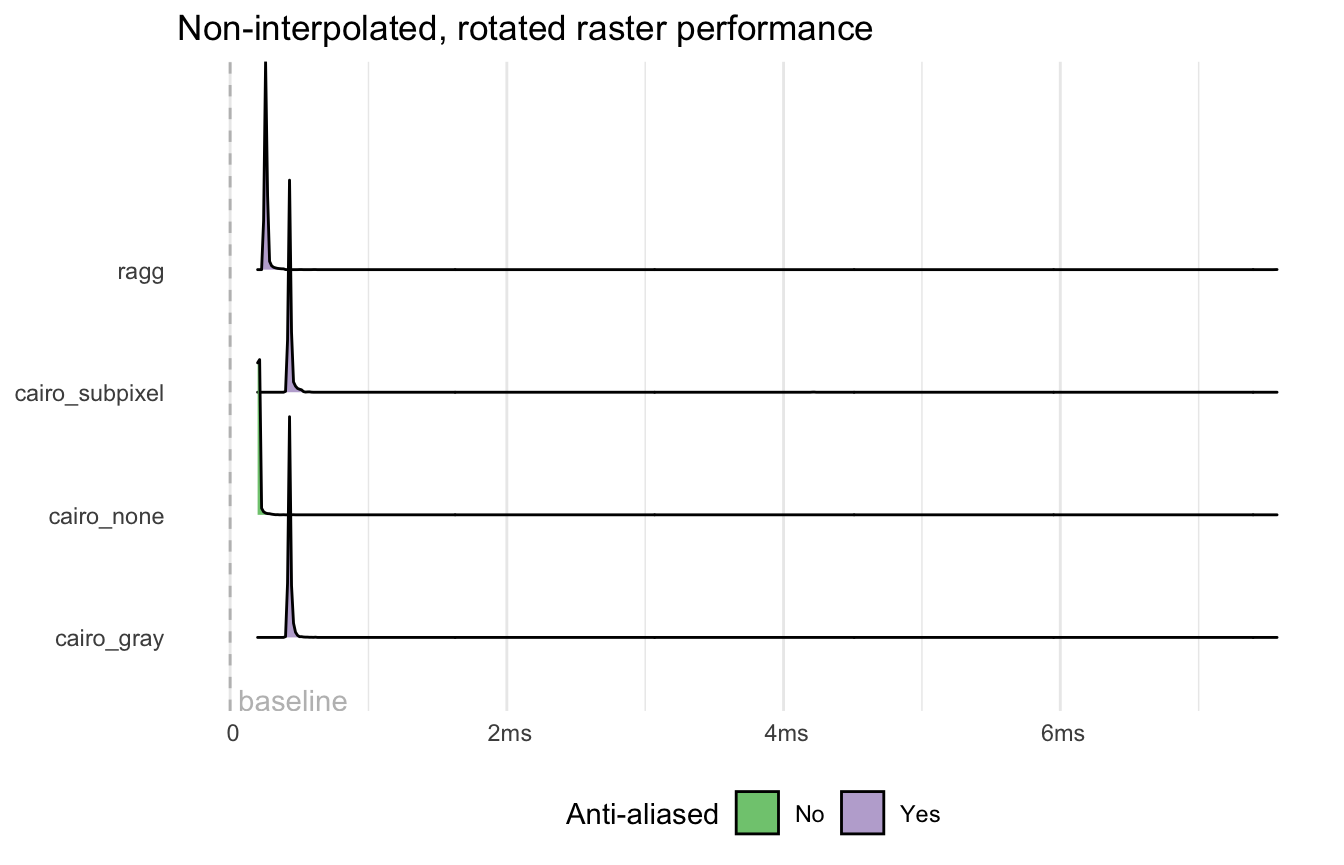 Non-interpolated, rotated raster performance
ragg
cairo_subpixel
cairo_none
cairo_gray
baseline
0 2ms 4ms 6ms
Anti-aliased No Yes